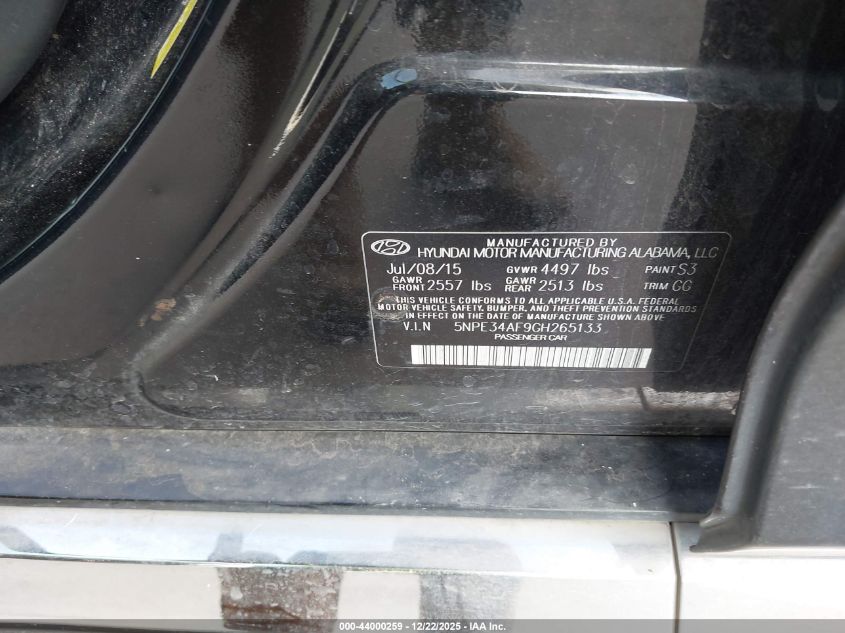 MANUFACTURED BY
HYUNDAI MOTOR MANUFACTURING ALABAMA, LLC
Jul/08/15 GVWR 4497 lbs PAINT S3
GAWR FRONT 2557 lbs GAWR REAR 2513 lbs TRIM GG
THIS VEHICLE CONFORMS TO ALL APPLICABLE U.S.A. FEDERAL
MOTOR VEHICLE SAFETY, BUMPER, AND THEFT PREVENTION STANDARDS
IN EFFECT ON THE DATE OF MANUFACTURE SHOWN ABOVE
V.I.N 5NPE34AF9GH265133
PASSENGER CAR
000-44000259 - 12/22/2025 - IAA Inc.